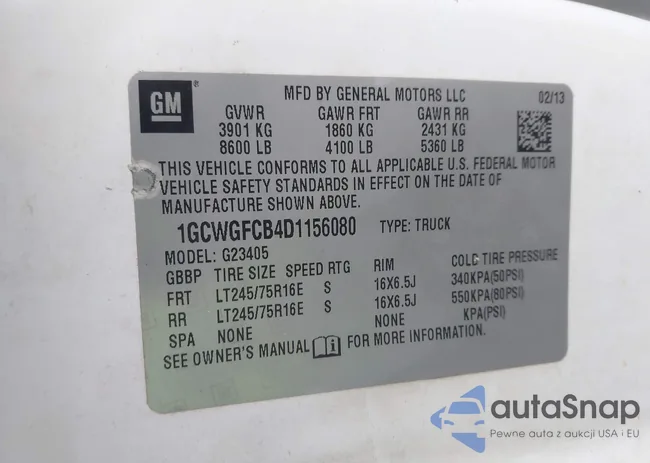 GM
MFD BY GENERAL MOTORS LLC 02/13
GVWR GAWR FRT GAWR RR
3901 KG 1860 KG 2431 KG
8600 LB 4100 LB 5360 LB
THIS VEHICLE CONFORMS TO ALL APPLICABLE U.S. FEDERAL MOTOR
VEHICLE SAFETY STANDARDS IN EFFECT ON THE DATE OF
MANUFACTURE SHOWN ABOVE.
1GCWGFCB4D1156080 TYPE: TRUCK
MODEL: G23405
GBBP TIRE SIZE SPEED RTG RIM COLD TIRE PRESSURE
FRT LT245/75R16E S 16X6.5J 340KPA(50PSI)
RR LT245/75R16E S 16X6.5J 550KPA(80PSI)
SPA NONE NONE KPA(PSI)
SEE OWNER'S MANUAL FOR MORE INFORMATION.
autaSnap
Pewne auta z aukcji USA i EU